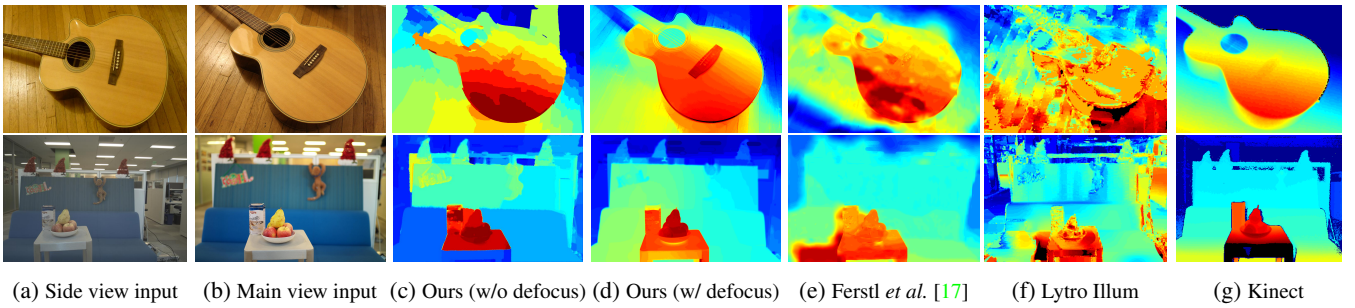 (a) Side view input (b) Main view input (c) Ours (w/o defocus) (d) Ours (w/ defocus) (e) Ferstl et al. [17] (f) Lytro Illum (g) Kinect